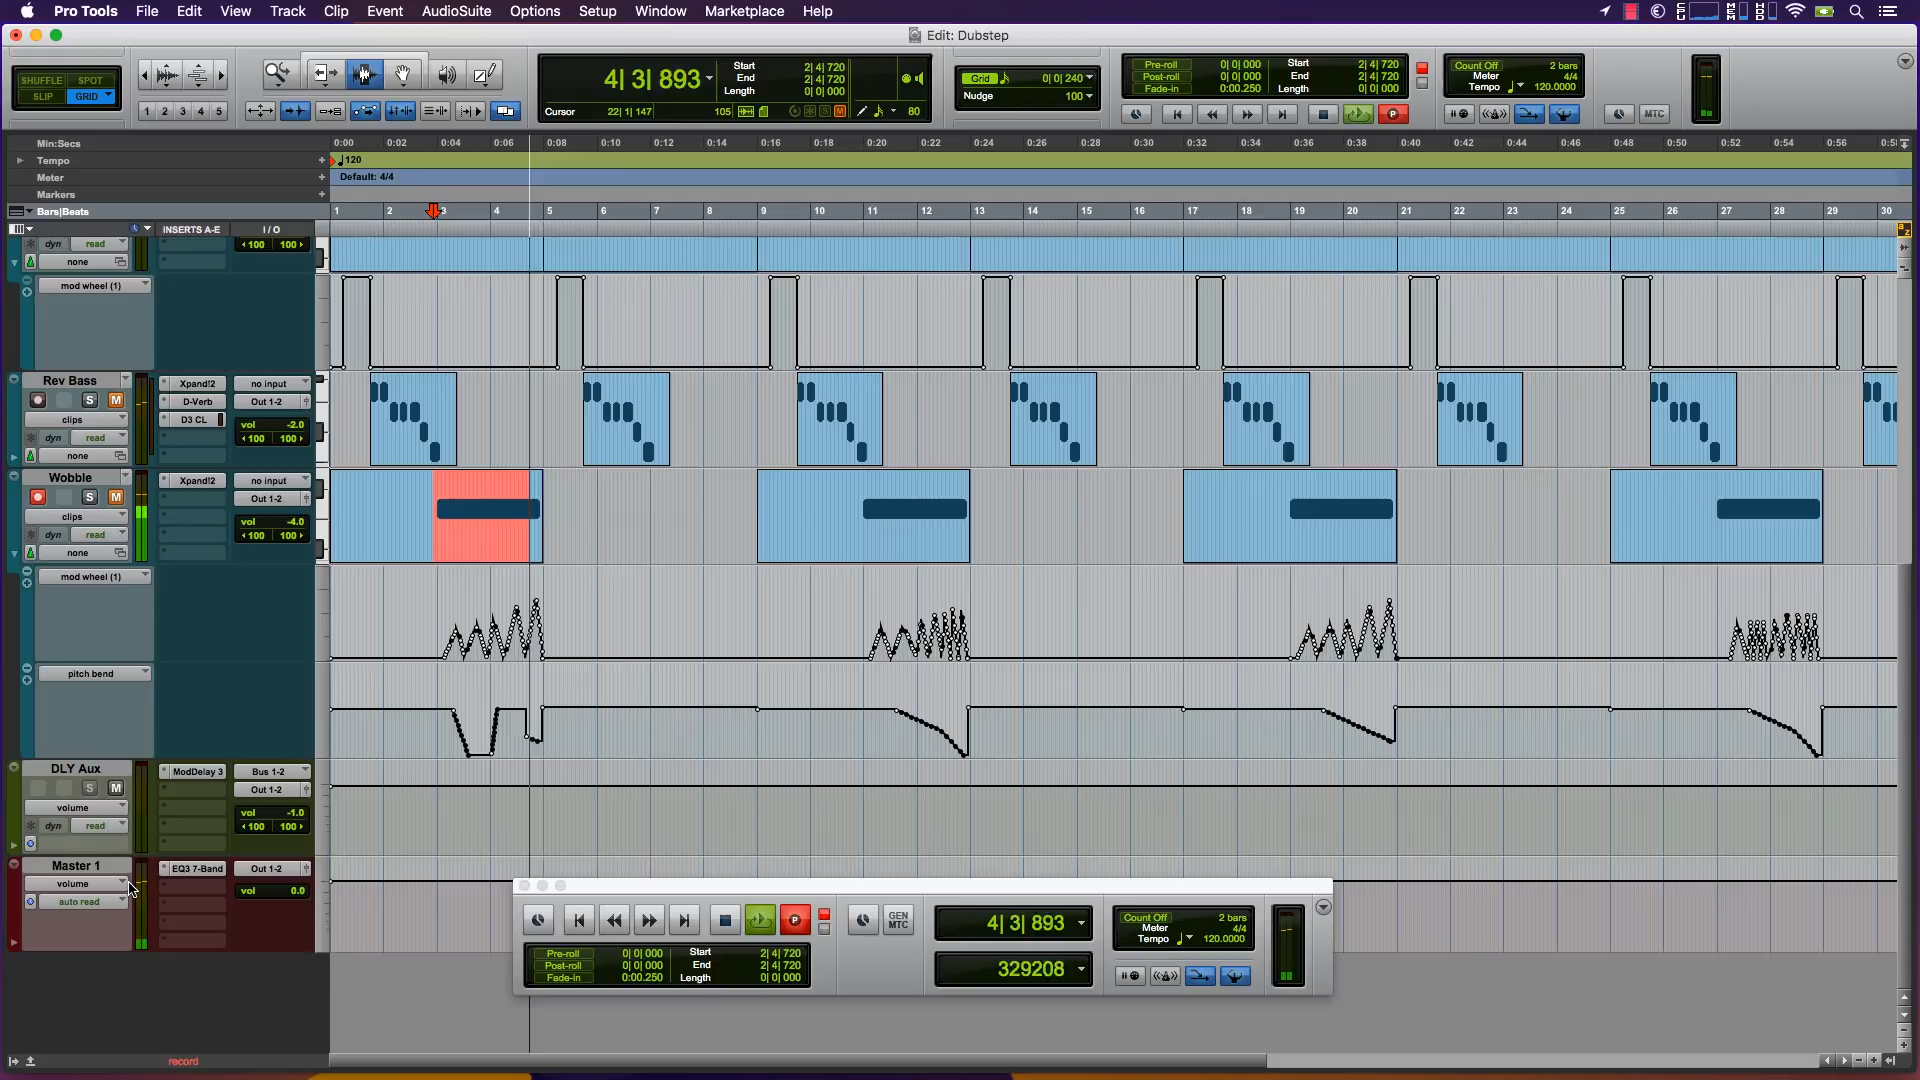 Pro Tools File Edit View Track Clip Event AudioSuite Options Setup Window Marketplace Help
Edit: Dubstep
SHUFFLE SPOT
SLIP GRID
1 2 3 4 5
4| 3| 893
Start 2| 4| 720
End 2| 4| 720
Length 0| 0| 000
Cursor 22| 1| 147 105 80
Grid 0| 0| 240
Nudge 100
Pre-roll 0| 0| 000 Start 2| 4| 720
Post-roll 0| 0| 000 End 2| 4| 720
Fade-in 0:00.250 Length 0| 0| 000
Count Off 2 bars
Meter 4/4
Tempo 120.0000
MTC
Min:Secs 0:00 0:02 0:04 0:06 0:08 0:10 0:12 0:14 0:16 0:18 0:20 0:22 0:24 0:26 0:28 0:30 0:32 0:34 0:36 0:38 0:40 0:42 0:44 0:46 0:48 0:50 0:52 0:54 0:56
Tempo 120
Meter Default: 4/4
Markers
Bars|Beats 1 2 3 4 5 6 7 8 9 10 11 12 13 14 15 16 17 18 19 20 21 22 23 24 25 26 27 28 29 30
INSERTS A-E I / O
dyn read 100 100
none
mod wheel (1)
Rev Bass Xpand!2 no input
S M D-Verb Out 1-2
clips D3 CL vol -2.0
dyn read 100 100
none
Wobble Xpand!2 no input
S M Out 1-2
clips vol -4.0
dyn read 100 100
none
mod wheel (1)
pitch bend
DLY Aux ModDelay 3 Bus 1-2
S M Out 1-2
volume vol -1.0
dyn read 100 100
Master 1 EQ3 7-Band Out 1-2
volume vol 0.0
auto read
GEN
MTC
4| 3| 893
329208
Count Off 2 bars
Meter 4/4
Tempo 120.0000
Pre-roll 0| 0| 000 Start 2| 4| 720
Post-roll 0| 0| 000 End 2| 4| 720
Fade-in 0:00.250 Length 0| 0| 000
record